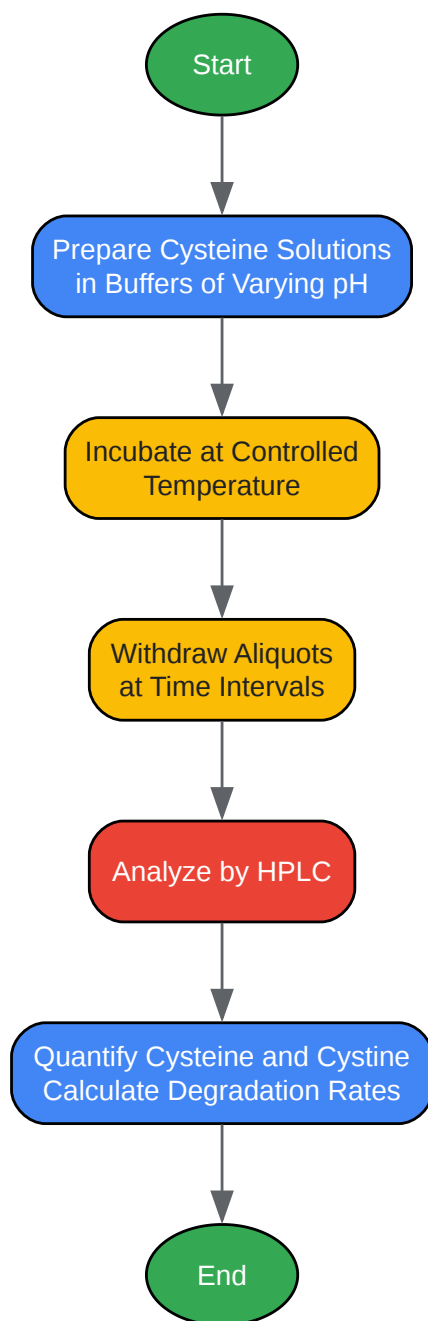 Start
Prepare Cysteine Solutions
in Buffers of Varying pH
Incubate at Controlled
Temperature
Withdraw Aliquots
at Time Intervals
Analyze by HPLC
Quantify Cysteine and Cystine
Calculate Degradation Rates
End